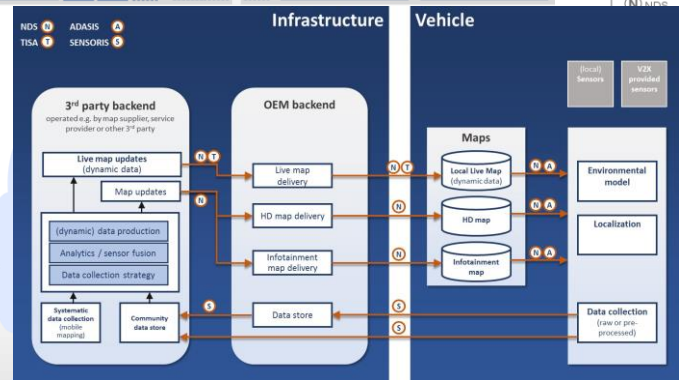 (N) NDS
Infrastructure
Vehicle
NDS N ADASIS A
TISA T SENSORIS S
3rd party backend
operated e.g. by map supplier, service
provider or other 3rd party
Live map updates
(dynamic data)
Map updates
(dynamic) data production
Analytics / sensor fusion
Data collection strategy
Systematic
data collection
(mobile
mapping)
Community
data store
N T
N
OEM backend
Live map
delivery
HD map delivery
Infotainment
map delivery
Data store
S
N T
N
N
S
S
Maps
Local Live Map
(dynamic data)
HD map
Infotainment
map
N A
N A
N A
(local)
Sensors
V2X
provided
sensors
Environmental
model
Localization
Data collection
(raw or pre-
processed)